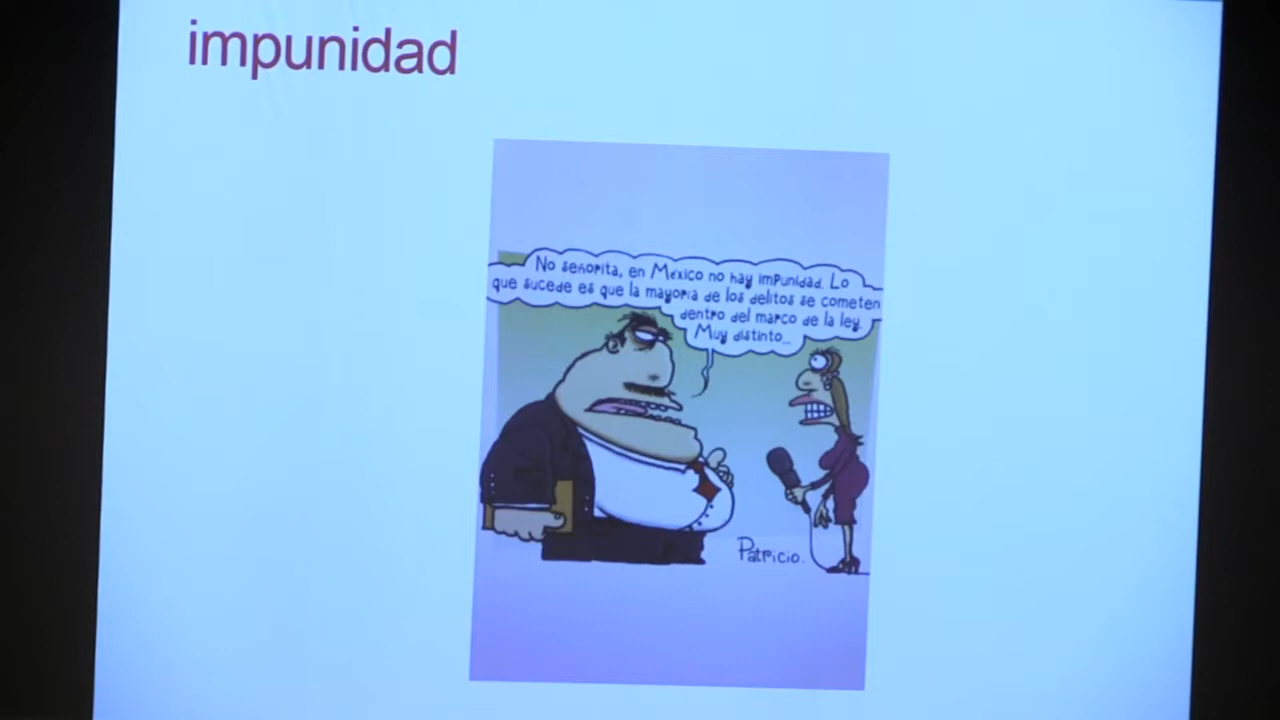 impunidad
No señorita, en México no hay impunidad. Lo
que sucede es que la mayoría de los delitos se cometen
dentro del marco de la ley.
Muy distinto...
Patricio.